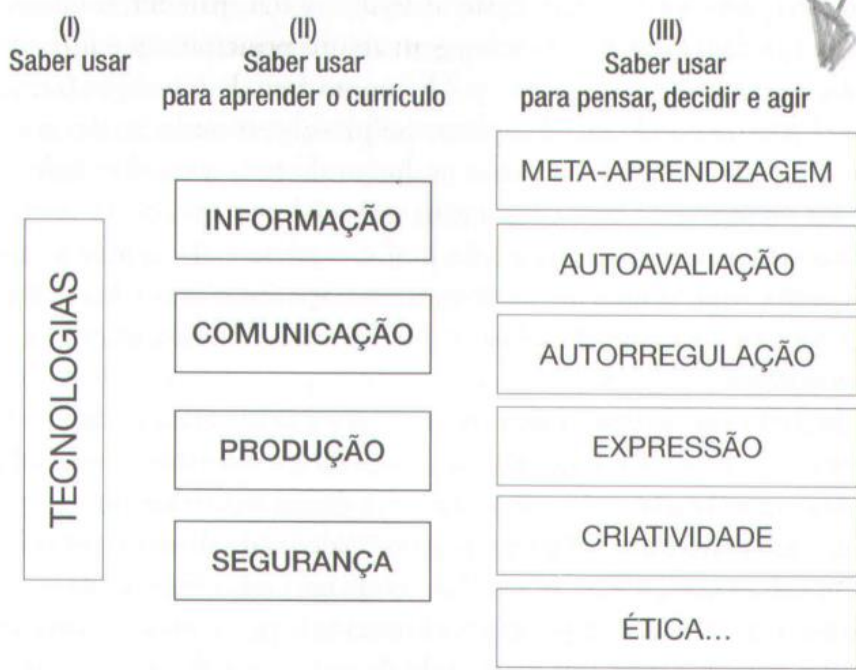 (I)
Saber usar
(II)
Saber usar
para aprender o currículo
(III)
Saber usar
para pensar, decidir e agir
TECNOLOGIAS
INFORMAÇÃO
COMUNICAÇÃO
PRODUÇÃO
SEGURANÇA
META-APRENDIZAGEM
AUTOAVALIAÇÃO
AUTORREGULAÇÃO
EXPRESSÃO
CRIATIVIDADE
ÉTICA...